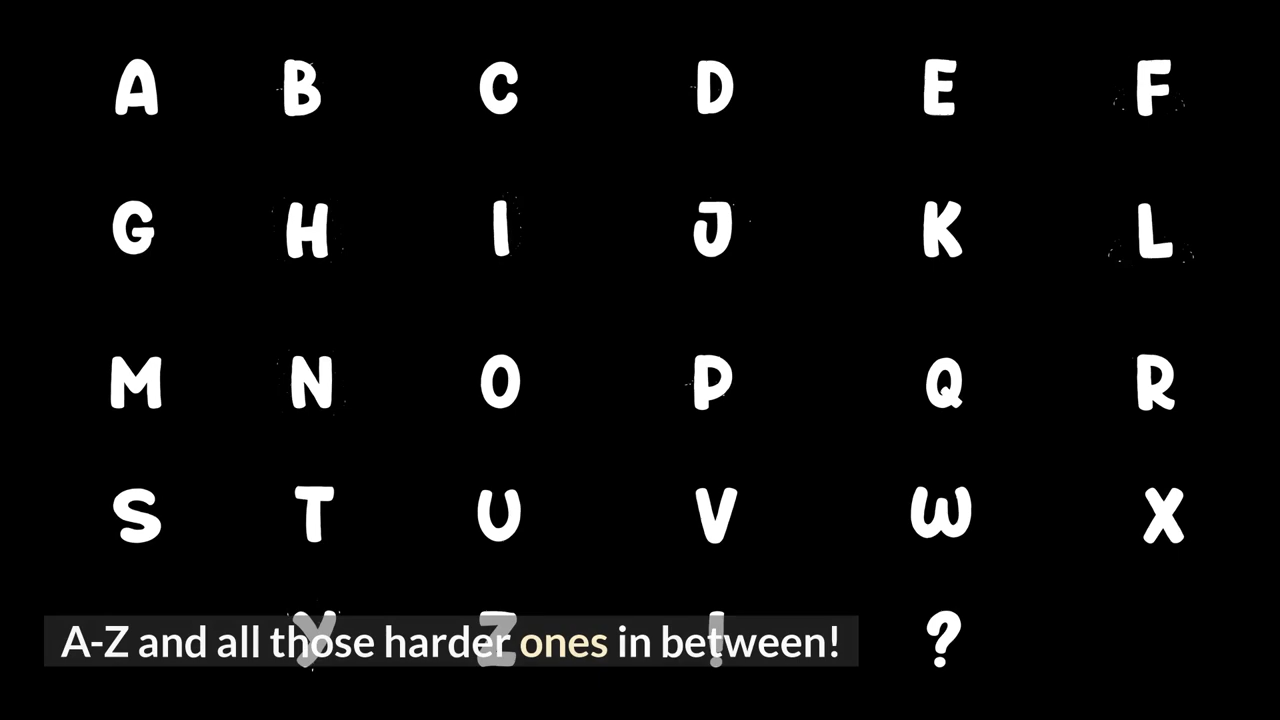 A B C D E F
G H I J K L
M N O P Q R
S T U V W X
Y Z ! ?
A-Z and all those harder ones in between!